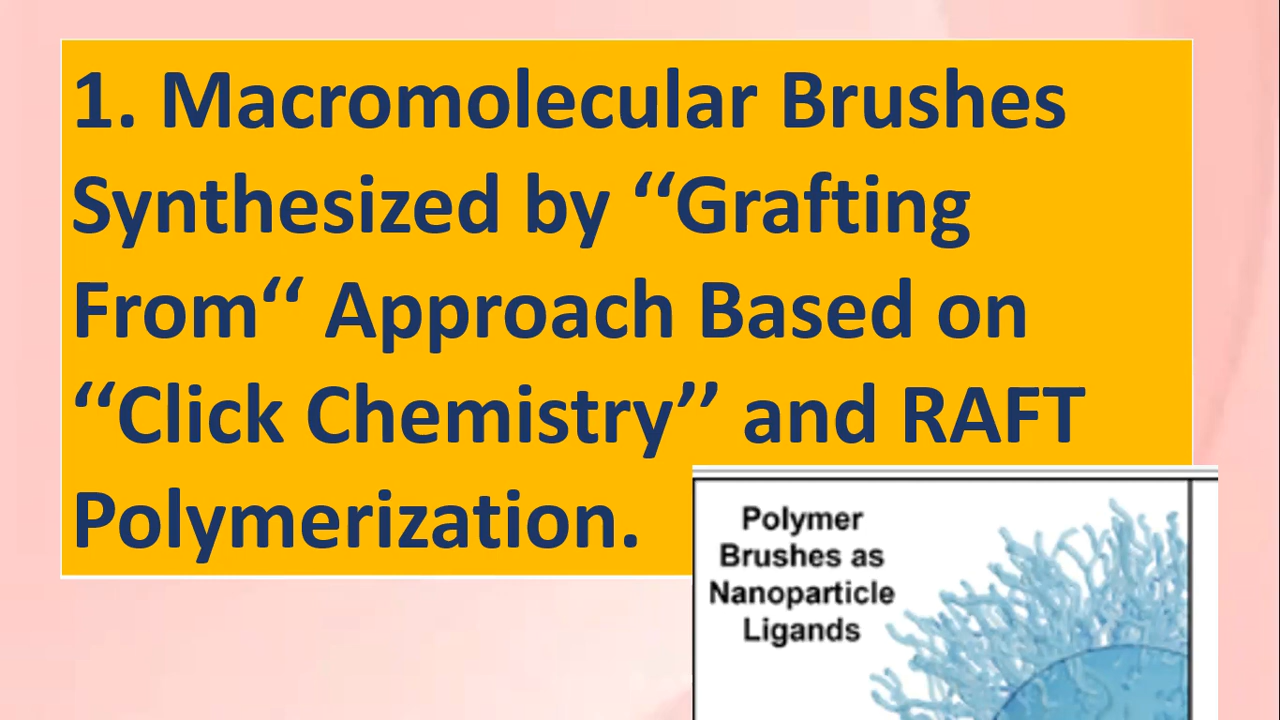 1. Macromolecular Brushes
Synthesized by ‘‘Grafting
From‘‘ Approach Based on
‘‘Click Chemistry’’ and RAFT
Polymerization.
Polymer
Brushes as
Nanoparticle
Ligands